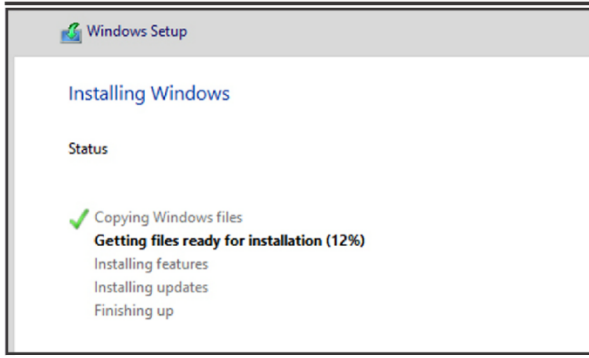 Windows Setup
Installing Windows
Status
Copying Windows files
Getting files ready for installation (12%)
Installing features
Installing updates
Finishing up